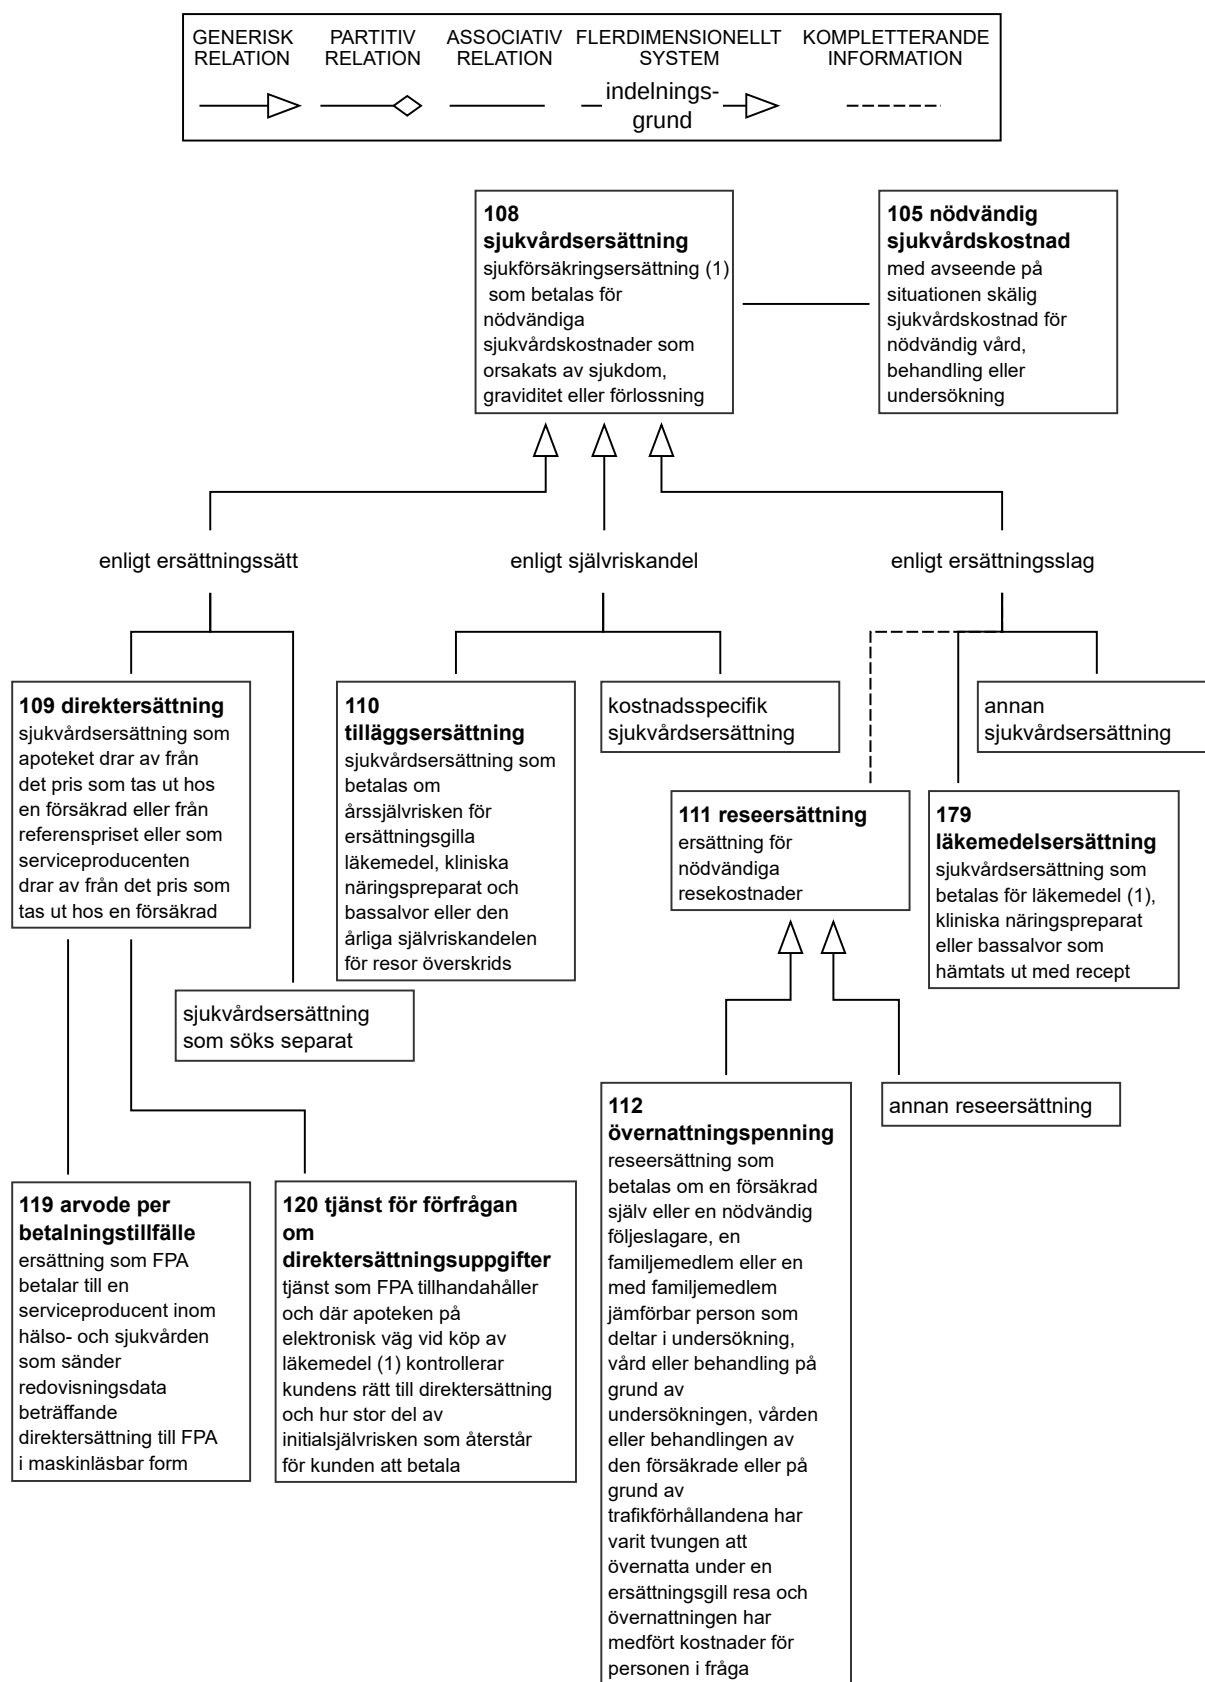 GENERISK
RELATION
PARTITIV
RELATION
ASSOCIATIV
RELATION
FLERDIMENSIONELLT
SYSTEM
KOMPLETTERANDE
INFORMATION
indelnings-
grund
108
sjukvårdsersättning
sjukförsäkringsersättning (1)
som betalas för
nödvändiga
sjukvårdskostnader som
orsakats av sjukdom,
graviditet eller förlossning
105 nödvändig
sjukvårdskostnad
med avseende på
situationen skälig
sjukvårdskostnad för
nödvändig vård,
behandling eller
undersökning
enligt ersättningssätt
enligt självriskandel
enligt ersättningsslag
109 direktersättning
sjukvårdsersättning som
apoteket drar av från
det pris som tas ut hos
en försäkrad eller från
referenspriset eller som
serviceproducenten
drar av från det pris som
tas ut hos en försäkrad
110
tilläggsersättning
sjukvårdsersättning som
betalas om
årssjälvrisken för
ersättningsgilla
läkemedel, kliniska
näringspreparat och
bassalvor eller den
årliga självriskandelen
för resor överskrids
kostnadsspecifik
sjukvårdsersättning
annan
sjukvårdsersättning
111 reseersättning
ersättning för
nödvändiga
resekostnader
179
läkemedelsersättning
sjukvårdsersättning som
betalas för läkemedel (1),
kliniska näringspreparat
eller bassalvor som
hämtats ut med recept
sjukvårdsersättning
som söks separat
112
övernattningspenning
reseersättning som
betalas om en försäkrad
själv eller en nödvändig
följeslagare, en
familjemedlem eller en
med familjemedlem
jämförbar person som
deltar i undersökning,
vård eller behandling på
grund av
undersökningen, vården
eller behandlingen av
den försäkrade eller på
grund av
trafikförhållandena har
varit tvungen att
övernatta under en
ersättningsgill resa och
övernattningen har
medfört kostnader för
personen i fråga
annan reseersättning
119 arvode per
betalningstillfälle
ersättning som FPA
betalar till en
serviceproducent inom
hälso- och sjukvården
som sänder
redovisningsdata
beträffande
direktersättning till FPA
i maskinläsbar form
120 tjänst för förfrågan
om
direktersättningsuppgifter
tjänst som FPA tillhandahåller
och där apoteken på
elektronisk väg vid köp av
läkemedel (1) kontrollerar
kundens rätt till direktersättning
och hur stor del av
initialsjälvrisken som återstår
för kunden att betala